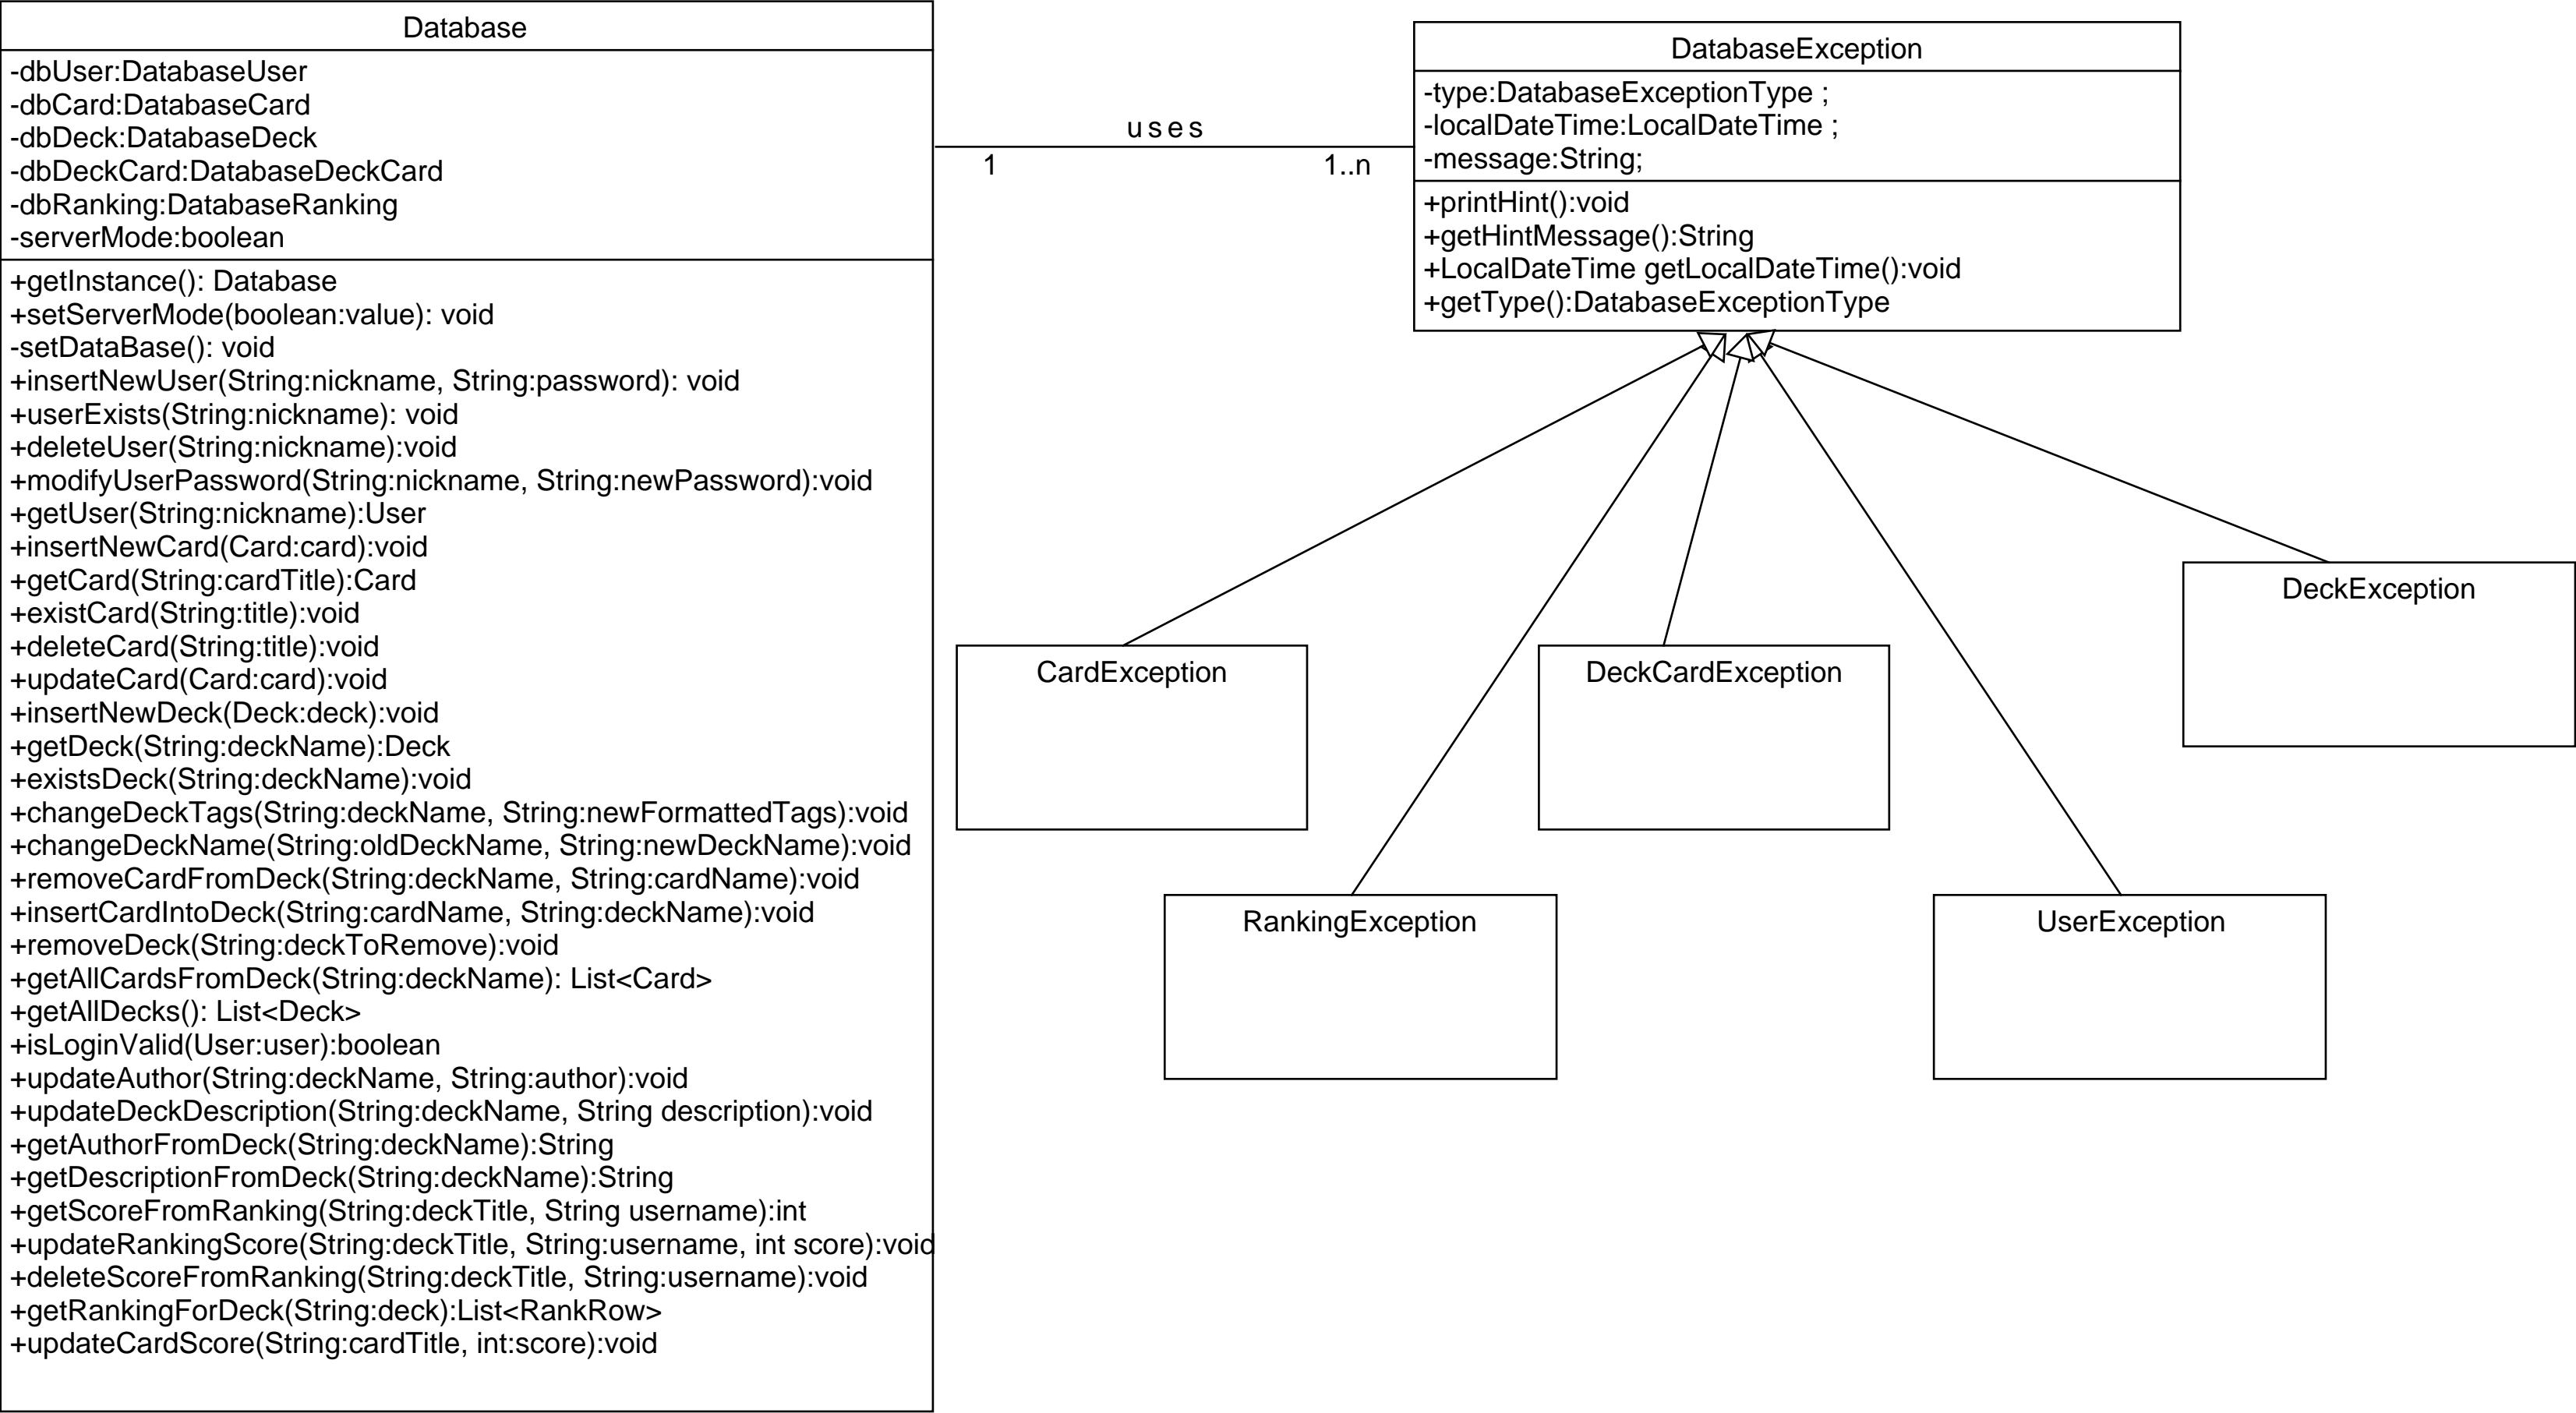 Database
-dbUser:DatabaseUser
-dbCard:DatabaseCard
-dbDeck:DatabaseDeck
-dbDeckCard:DatabaseDeckCard
-dbRanking:DatabaseRanking
-serverMode:boolean
+getInstance(): Database
+setServerMode(boolean:value): void
-setDataBase(): void
+insertNewUser(String:nickname, String:password): void
+userExists(String:nickname): void
+deleteUser(String:nickname):void
+modifyUserPassword(String:nickname, String:newPassword):void
+getUser(String:nickname):User
+insertNewCard(Card:card):void
+getCard(String:cardTitle):Card
+existCard(String:title):void
+deleteCard(String:title):void
+updateCard(Card:card):void
+insertNewDeck(Deck:deck):void
+getDeck(String:deckName):Deck
+existsDeck(String:deckName):void
+changeDeckTags(String:deckName, String:newFormattedTags):void
+changeDeckName(String:oldDeckName, String:newDeckName):void
+removeCardFromDeck(String:deckName, String:cardName):void
+insertCardIntoDeck(String:cardName, String:deckName):void
+removeDeck(String:deckToRemove):void
+getAllCardsFromDeck(String:deckName): List<Card>
+getAllDecks(): List<Deck>
+isLoginValid(User:user):boolean
+updateAuthor(String:deckName, String:author):void
+updateDeckDescription(String:deckName, String description):void
+getAuthorFromDeck(String:deckName):String
+getDescriptionFromDeck(String:deckName):String
+getScoreFromRanking(String:deckTitle, String username):int
+updateRankingScore(String:deckTitle, String:username, int score):void
+deleteScoreFromRanking(String:deckTitle, String:username):void
+getRankingForDeck(String:deck):List<RankRow>
+updateCardScore(String:cardTitle, int:score):void
uses
1
1..n
DatabaseException
-type:DatabaseExceptionType ;
-localDateTime:LocalDateTime ;
-message:String;
+printHint():void
+getHintMessage():String
+LocalDateTime getLocalDateTime():void
+getType():DatabaseExceptionType
DeckException
CardException
DeckCardException
RankingException
UserException